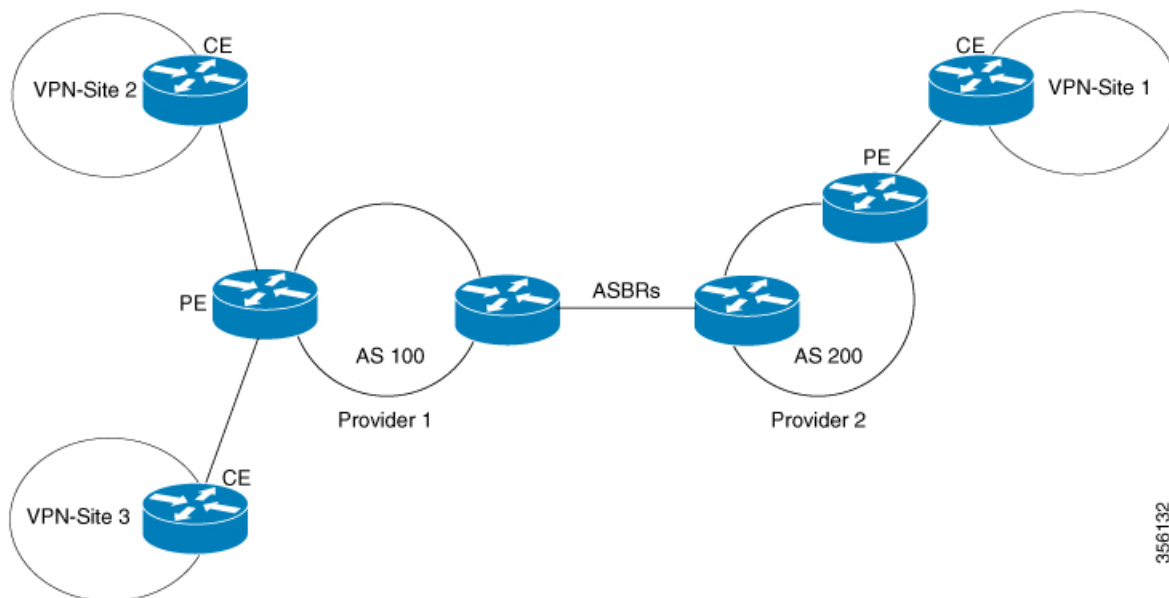 CE
CE
VPN-Site 2
VPN-Site 1
PE
ASBRs
PE
AS 100
AS 200
Provider 1
Provider 2
CE
VPN-Site 3
356132